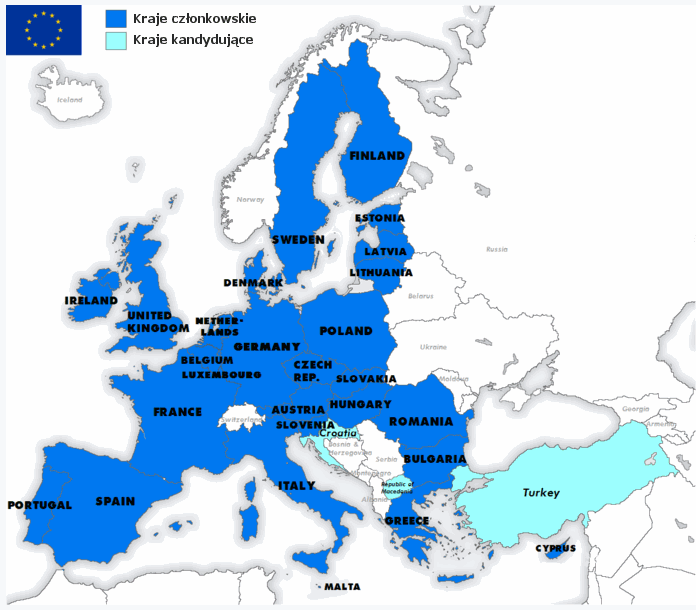 Kraje członkowskie
Kraje kandydujące
Iceland
FINLAND
Norway
ESTONIA
SWEDEN
Russia
LATVIA
LITHUANIA
DENMARK
Belarus
IRELAND
UNITED
KINGDOM
NETHER-
LANDS
POLAND
GERMANY
Ukraine
BELGIUM
CZECH
REP.
LUXEMBOURG
SLOVAKIA
Moldova
FRANCE
HUNGARY
AUSTRIA
Switzerland
ROMANIA
Georgia
SLOVENIA
Armenia
Croatia
Bosnia &
Herzegovina
Serbia
BULGARIA
Montenegro
ITALY
Republic of
Macedonia
Turkey
Albania
SPAIN
PORTUGAL
GREECE
CYPRUS
MALTA